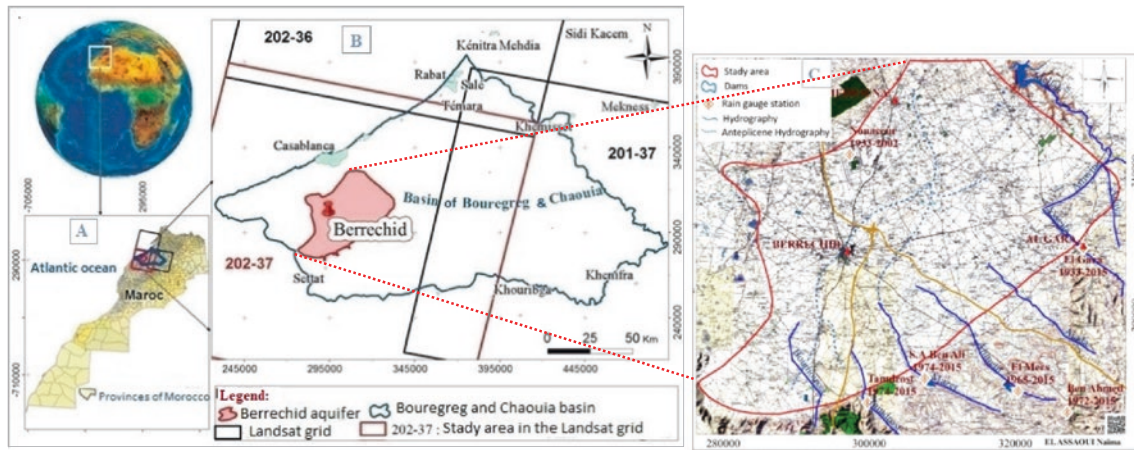 A
-705000
295000
290000
-710000
Atlantic ocean
Maroc
Provinces of Morocco
B
202-36
Kénitra Mehdia
Sidi Kacem
N
Rabat
Salé
Témara
Mekness
Khemisset
Casablanca
201-37
Basin of Bouregreg & Chaouia
Berrechid
202-37
Settat
Khenifra
Khouribga
0 25 50 Km
245000 295000 345000 395000 445000
390000
340000
290000
240000
Legend:
Berrechid aquifer
Bouregreg and Chaouia basin
Landsat grid
202-37 : Study area in the Landsat grid
C
Stady area
Dams
Rain gauge station
Hydrography
Antepliocene Hydrography
1933-2002
BERRECHID
EL GARA
El Gara
1933-2015
K.A Ben Ali
1974-2015
El Mers
1965-2015
Tamdrost
1974-2015
Ben Ahmed
1972-2015
280000 300000 320000
EL ASSAOUI Naima